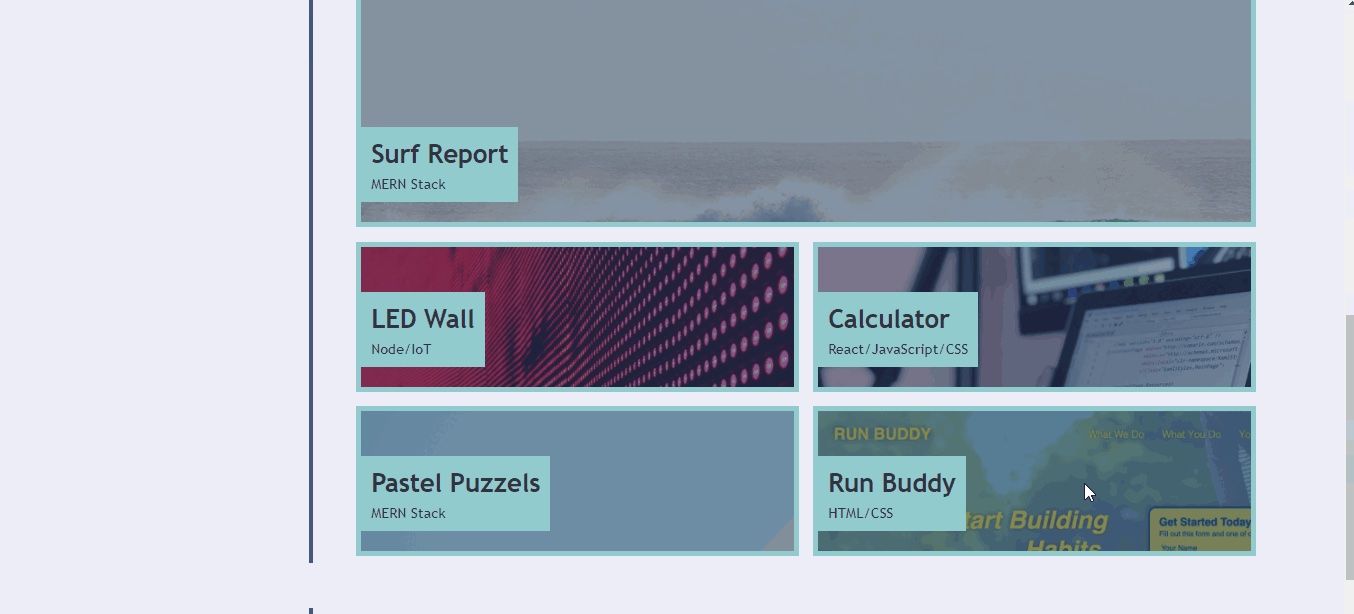 Surf Report
MERN Stack
LED Wall
Node/IoT
Calculator
React/JavaScript/CSS
Pastel Puzzels
MERN Stack
RUN BUDDY
What We Do
What You Do
Run Buddy
HTML/CSS
tart Building
Habits
Get Started Today
Fill out this form and one of
Your Name